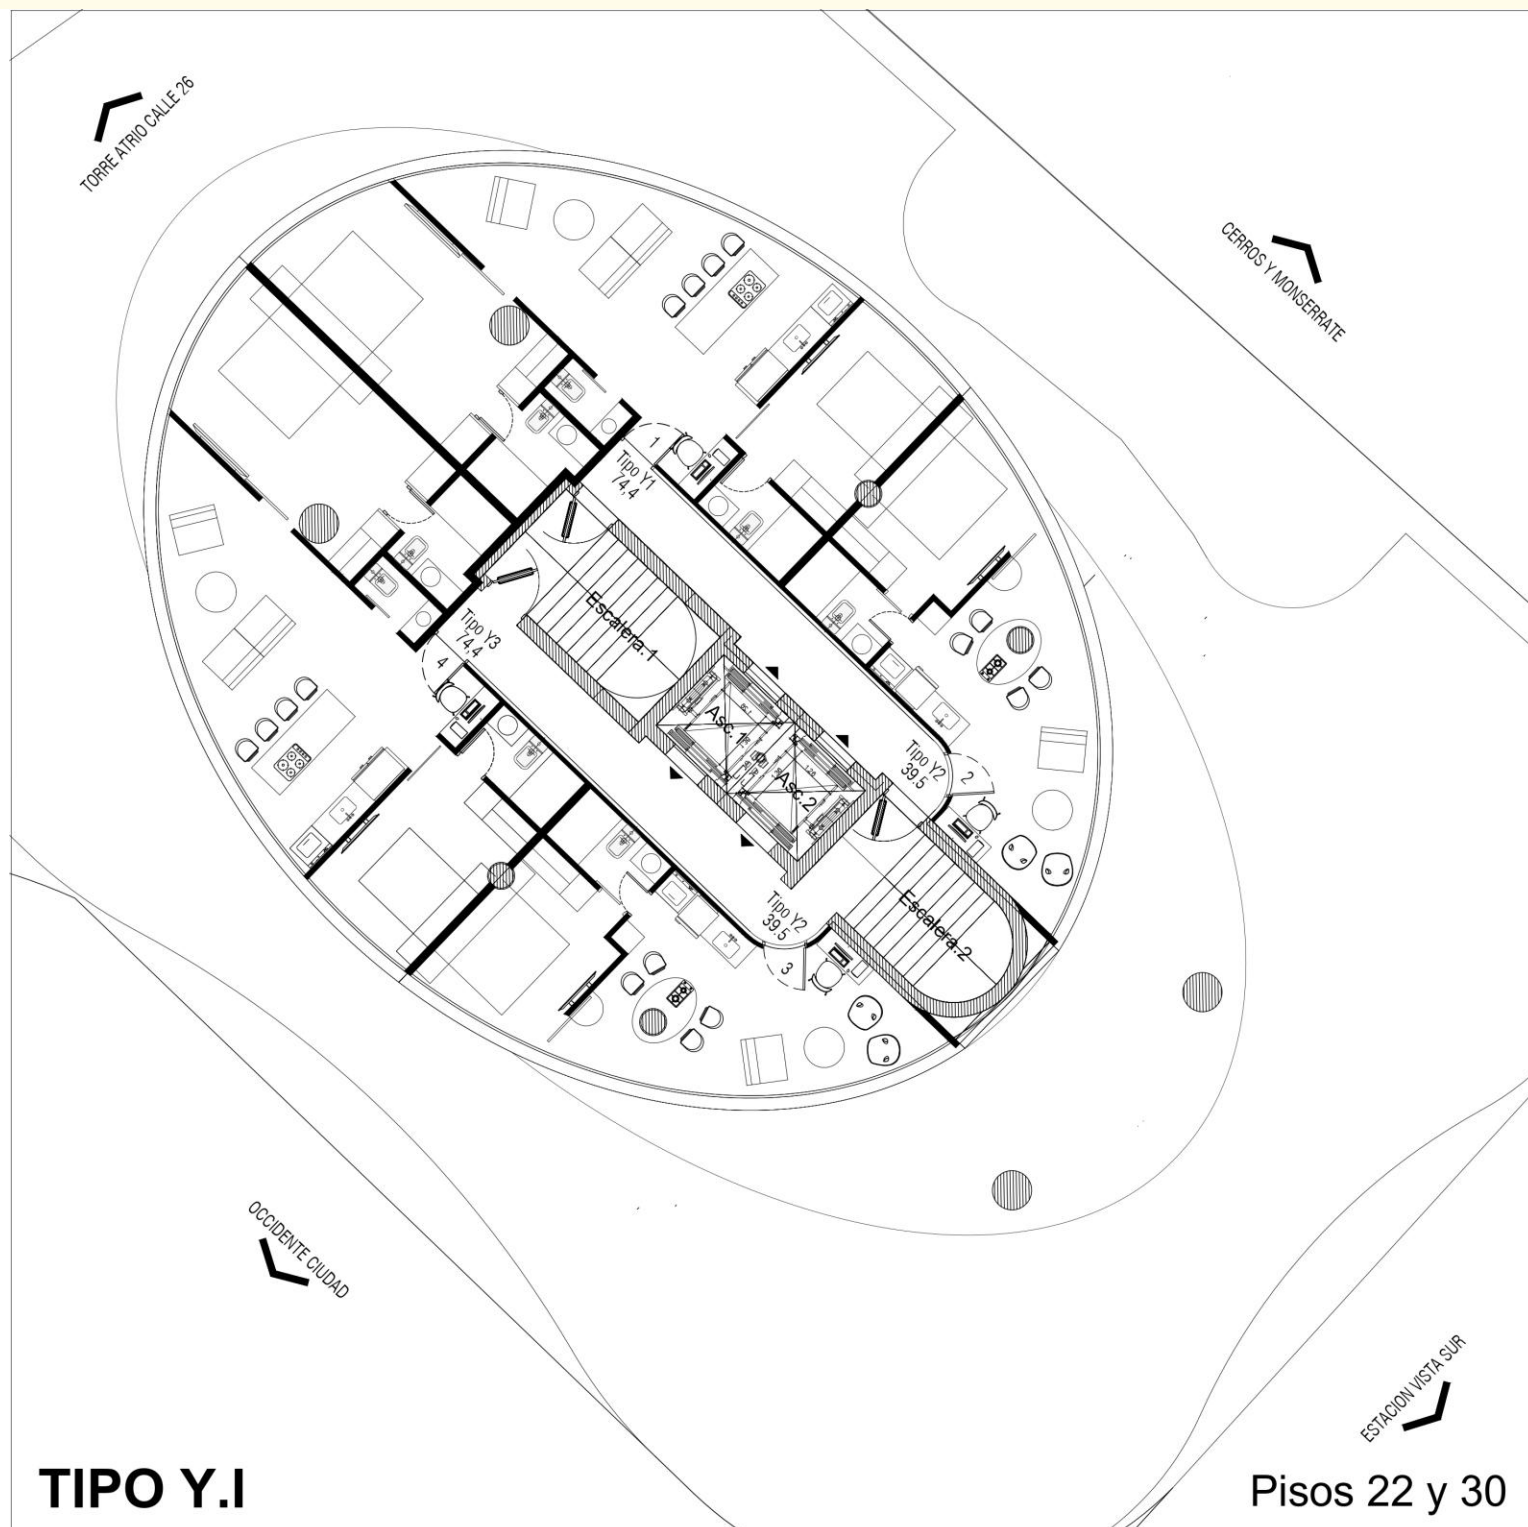 TORRE ATRIO CALLE 26
CERROS Y MONSERRATE
1
Tipo Y1
74,4
Escalera.1
Tipo Y3
74,4
4
Asc.1
Asc.2
Tipo Y2
39.5
2
Tipo Y2
39.5
3
Escalera.2
OCCIDENTE CIUDAD
ESTACION VISTA SUR
TIPO Y.I
Pisos 22 y 30